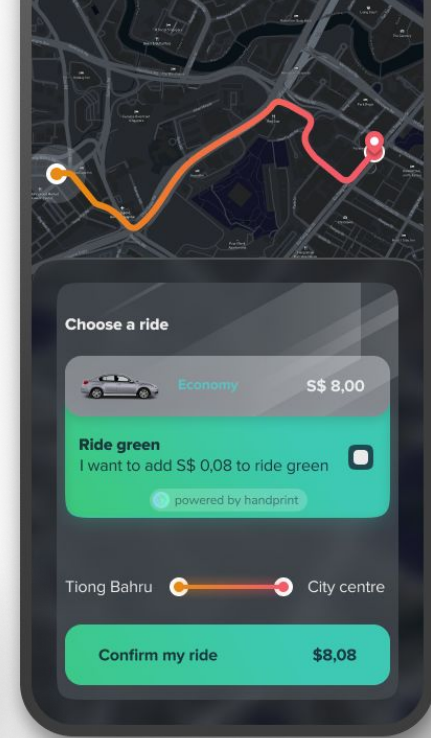 Choose a ride
Economy
S$ 8,00
Ride green
I want to add S$ 0,08 to ride green
powered by handprint
Tiong Bahru
City centre
Confirm my ride
$8,08